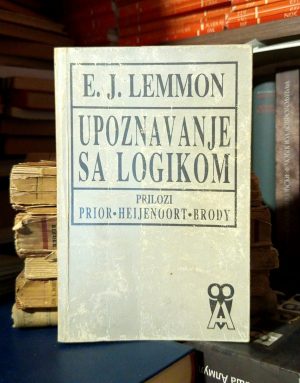 E. J. LEMMON
UPOZNAVANJE
SA LOGIKOM
PRILOZI
PRIOR•HEIJENOORT•BRODY